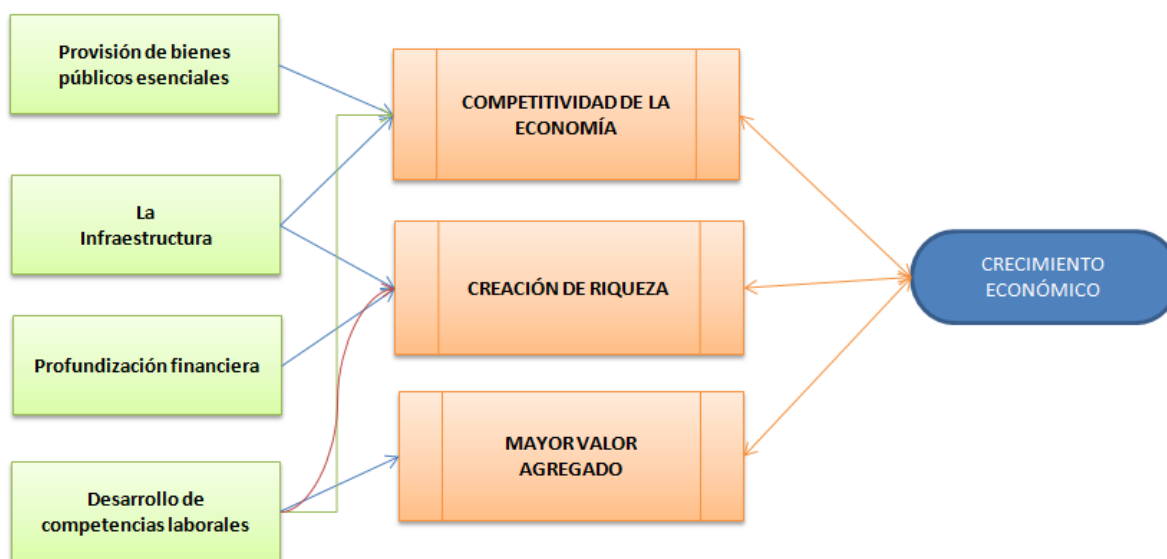 Provisión de bienes
públicos esenciales
La
Infraestructura
Profundización financiera
Desarrollo de
competencias laborales
COMPETITIVIDAD DE LA
ECONOMÍA
CREACIÓN DE RIQUEZA
MAYOR VALOR
AGREGADO
CRECIMIENTO
ECONÓMICO